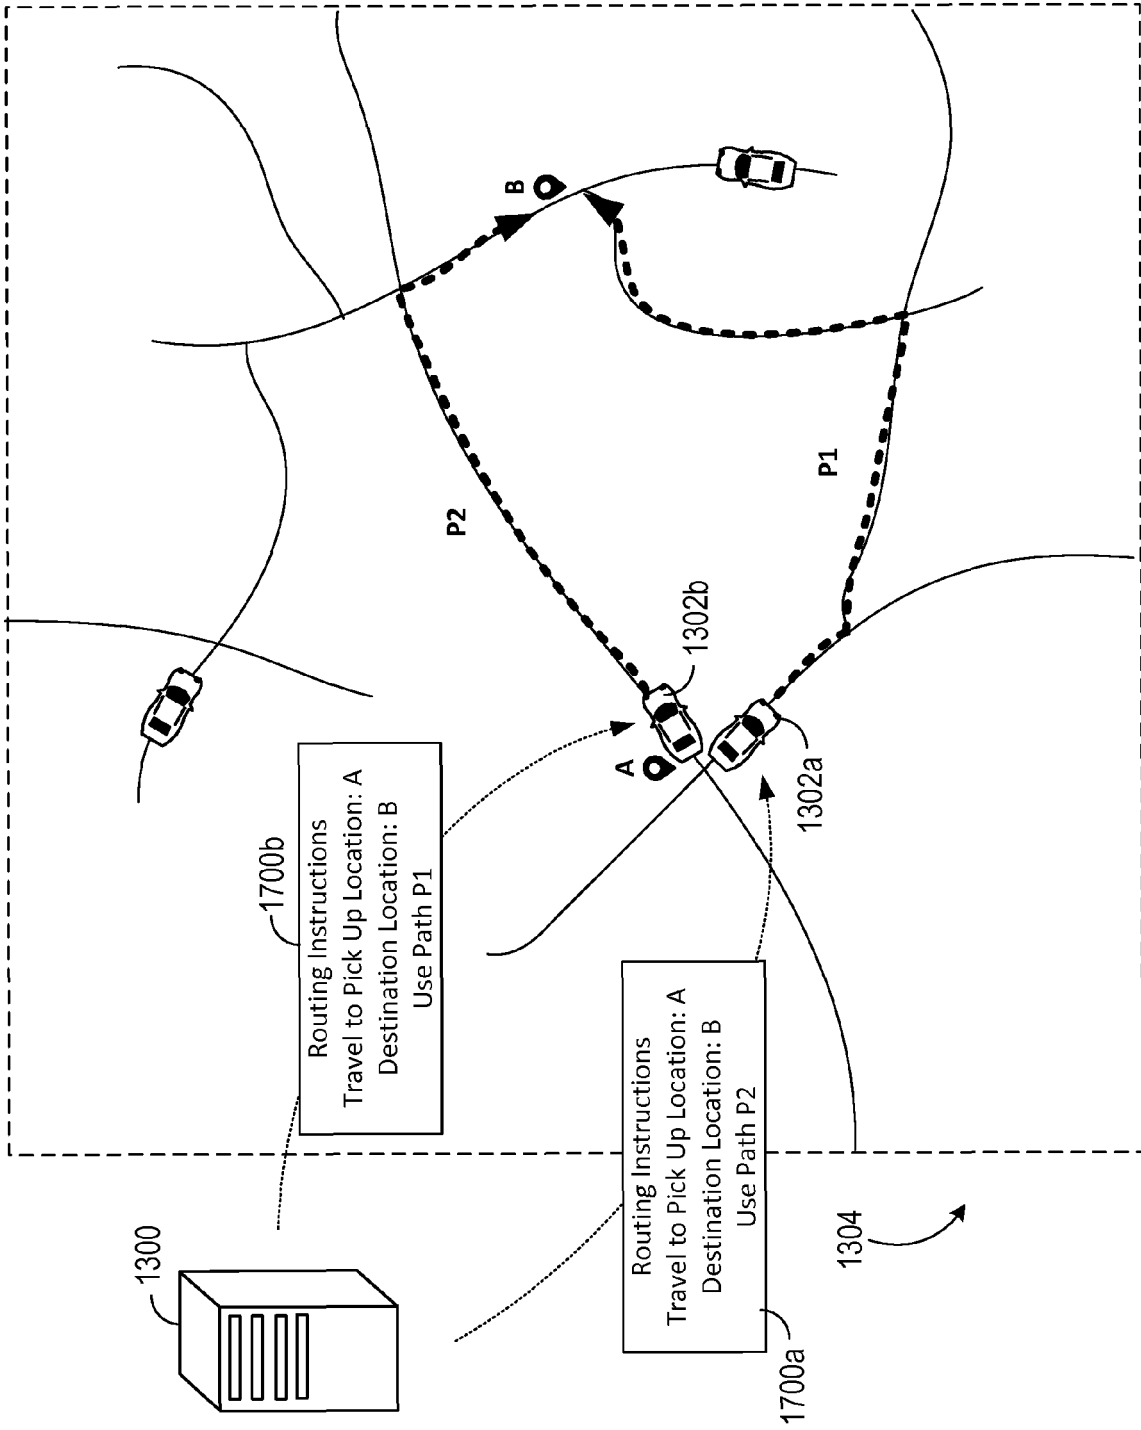 1300
1700b
Routing Instructions
Travel to Pick Up Location: A
Destination Location: B
Use Path P1
P2
B
A
1302b
Routing Instructions
Travel to Pick Up Location: A
Destination Location: B
Use Path P2
1700a
1302a
P1
1304